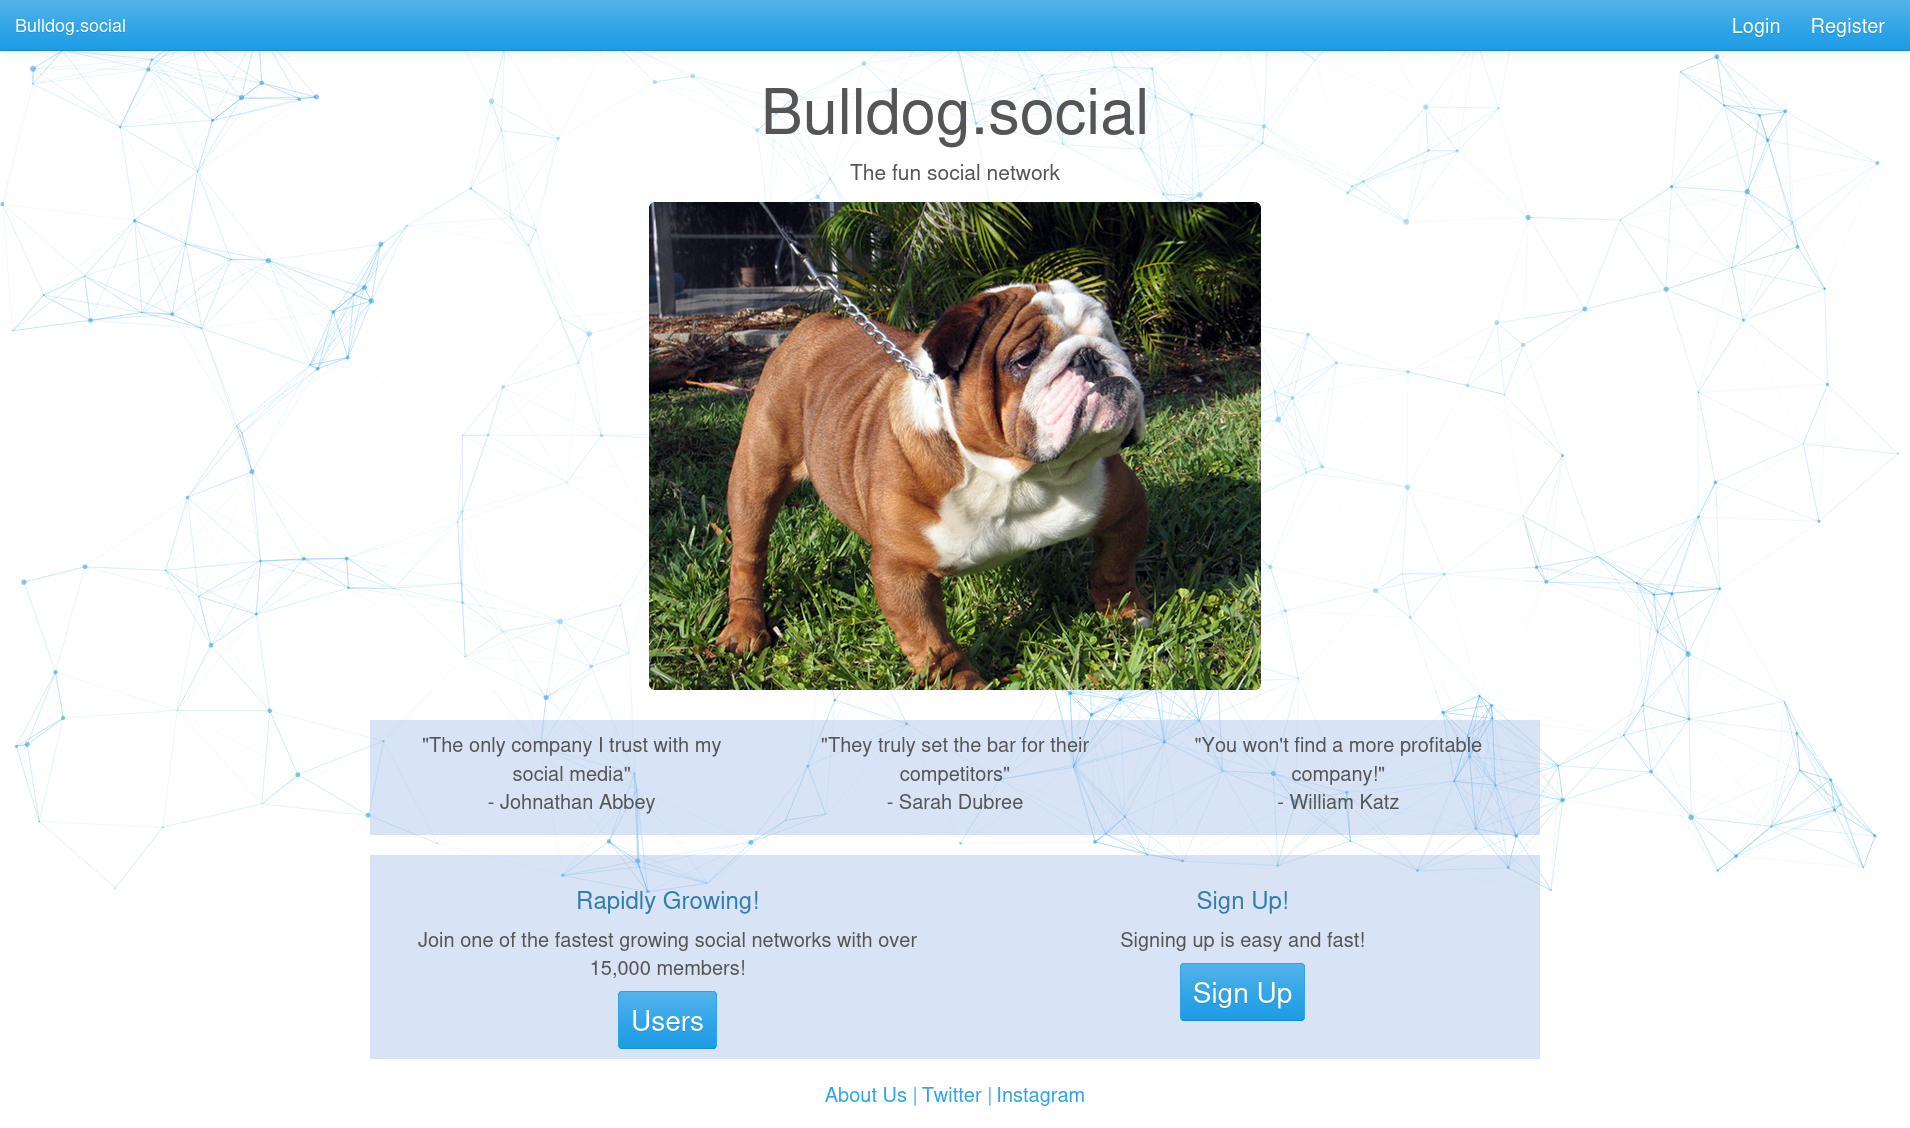 Bulldog.social
Login
Register
Bulldog.social
The fun social network
"The only company I trust with my
social media"
- Johnathan Abbey
"They truly set the bar for their
competitors"
- Sarah Dubree
"You won't find a more profitable
company!"
- William Katz
Rapidly Growing!
Join one of the fastest growing social networks with over
15,000 members!
Users
Sign Up!
Signing up is easy and fast!
Sign Up
About Us | Twitter | Instagram